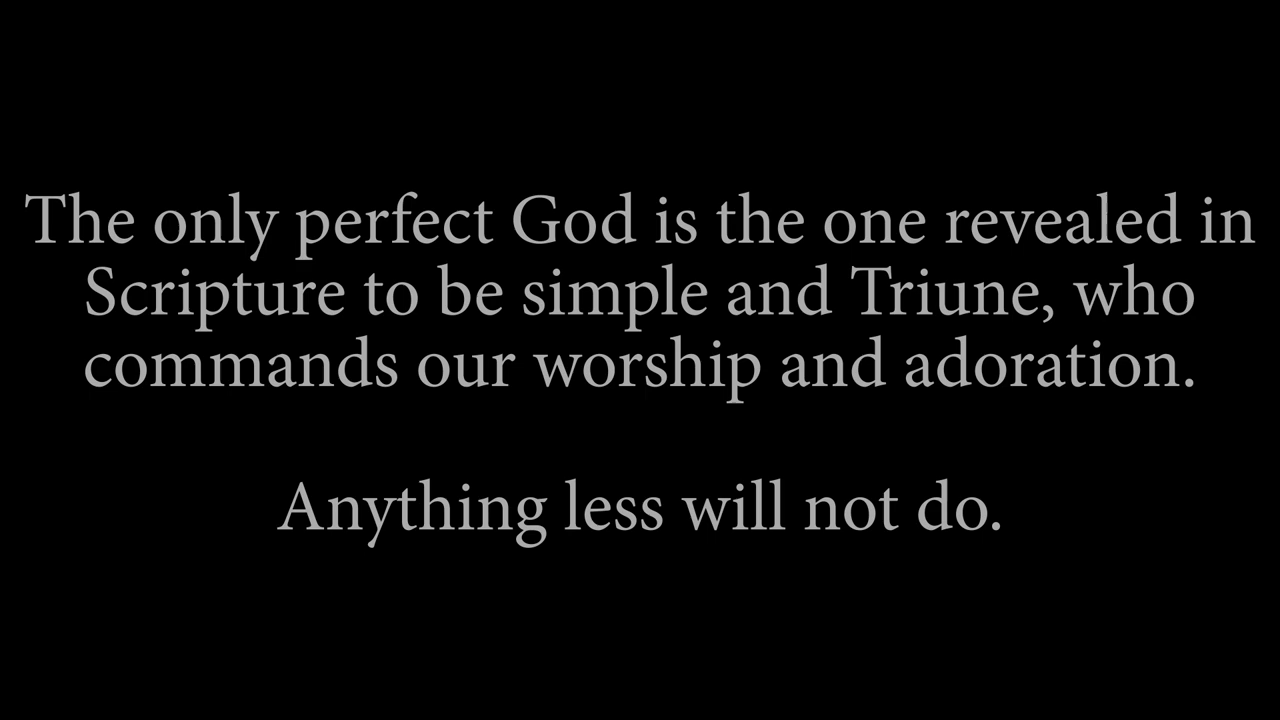 The only perfect God is the one revealed in
Scripture to be simple and Triune, who
commands our worship and adoration.
Anything less will not do.